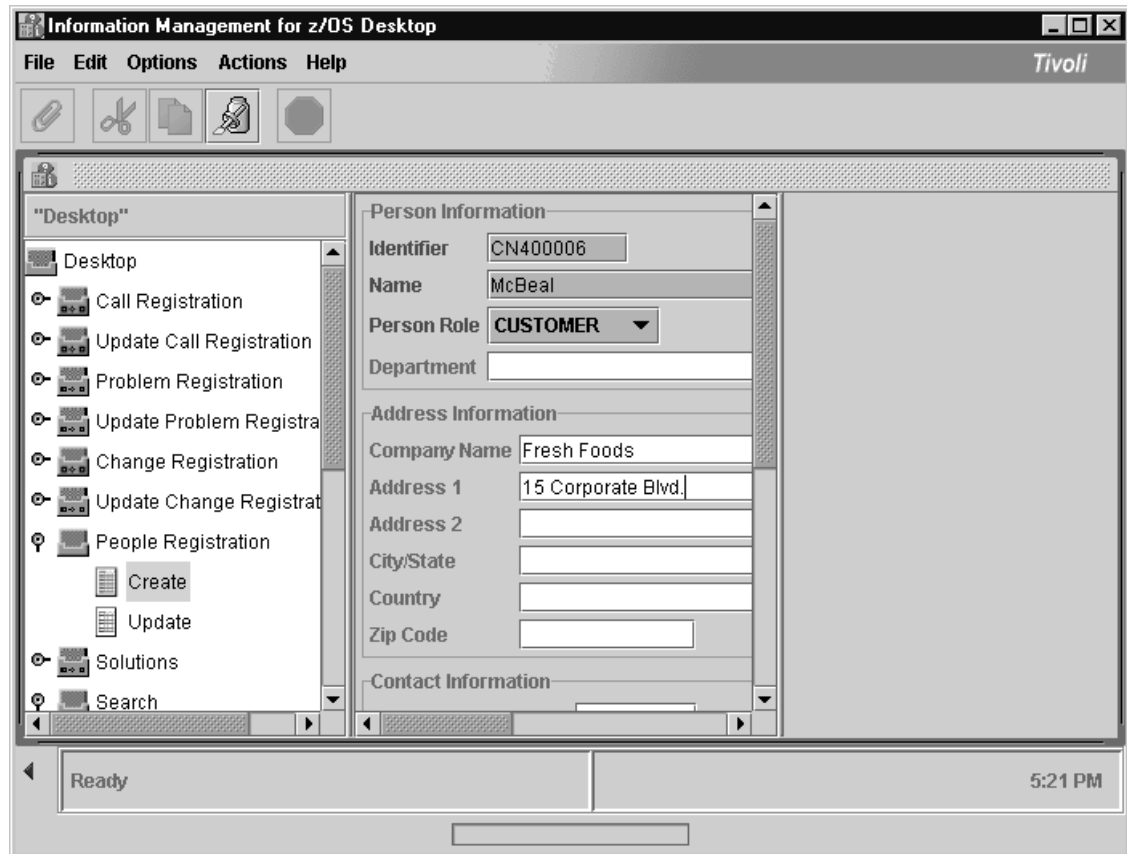 Information Management for z/OS Desktop
File Edit Options Actions Help
Tivoli
"Desktop"
Desktop
Call Registration
Update Call Registration
Problem Registration
Update Problem Registra
Change Registration
Update Change Registrat
People Registration
Create
Update
Solutions
Search
Person Information
Identifier CN400006
Name McBeal
Person Role CUSTOMER
Department
Address Information
Company Name Fresh Foods
Address 1 15 Corporate Blvd.
Address 2
City/State
Country
Zip Code
Contact Information
Ready
5:21 PM